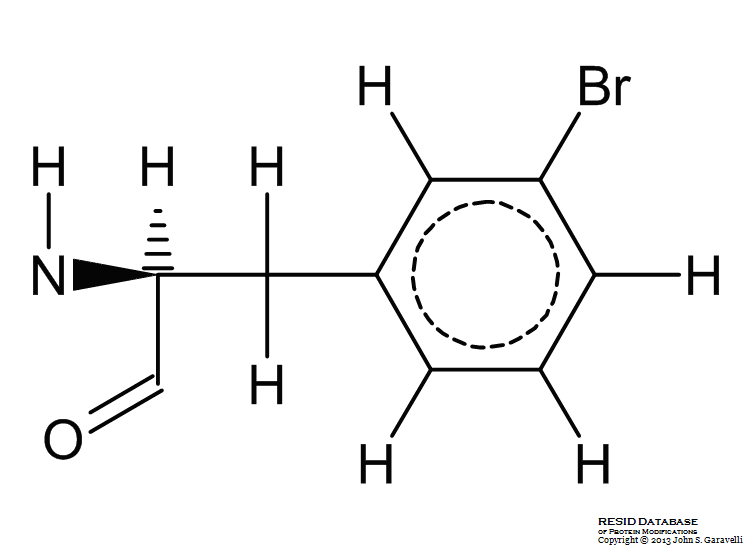 H Br
H H H
N H
H
O
H H
RESID DATABASE
OF PROTEIN MODIFICATIONS
Copyright © 2013 John S. Garavelli